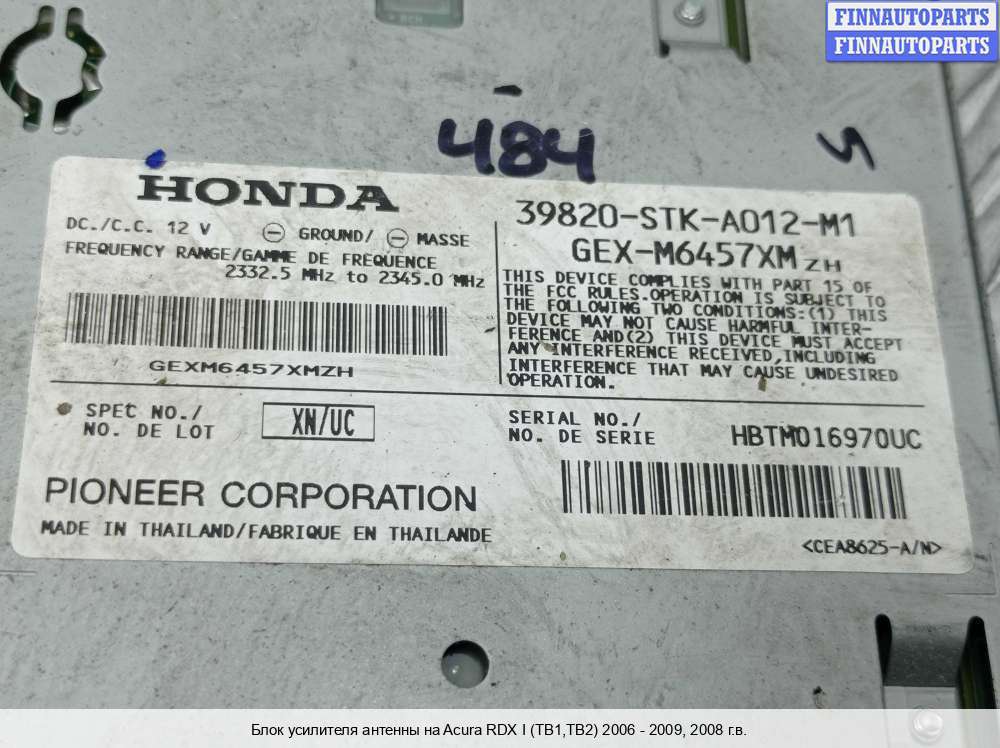 FINNAUTOPARTS
FINNAUTOPARTS
484
HONDA
DC./C.C. 12 V ⊖ GROUND/ ⊖ MASSE
FREQUENCY RANGE/GAMME DE FREQUENCE
2332.5 MHz to 2345.0 MHz
GEXM6457XMZH
39820-STK-A012-M1
GEX-M6457XM ZH
THIS DEVICE COMPLIES WITH PART 15 OF
THE FCC RULES.OPERATION IS SUBJECT TO
THE FOLLOWING TWO CONDITIONS:(1) THIS
DEVICE MAY NOT CAUSE HARMFUL INTER-
FERENCE AND(2) THIS DEVICE MUST ACCEPT
ANY INTERFERENCE RECEIVED,INCLUDING
INTERFERENCE THAT MAY CAUSE UNDESIRED
OPERATION.
SPEC NO./
NO. DE LOT
XN/UC
SERIAL NO./
NO. DE SERIE
HBTM016970UC
PIONEER CORPORATION
MADE IN THAILAND/FABRIQUE EN THAILANDE
<CEA8625-A/N>
Блок усилителя антенны на Acura RDX I (TB1,TB2) 2006 - 2009, 2008 г.в.